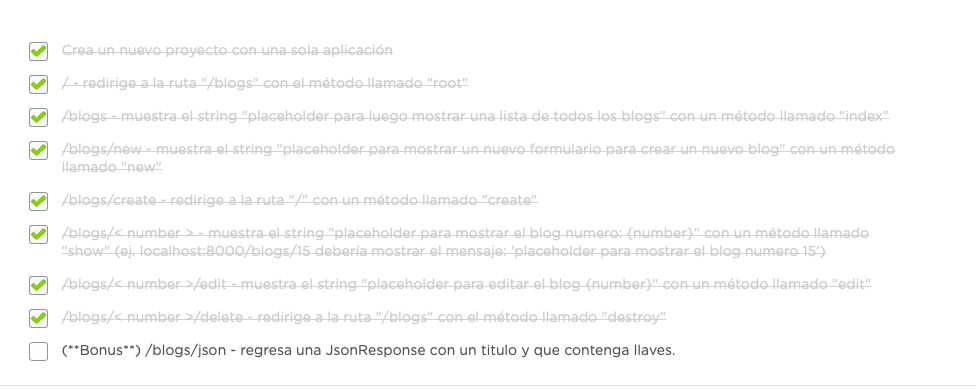 Crea un nuevo proyecto con una sola aplicación
/ - redirige a la ruta "/blogs" con el método llamado "root"
/blogs - muestra el string "placeholder para luego mostrar una lista de todos los blogs" con un método llamado "index"
/blogs/new - muestra el string "placeholder para mostrar un nuevo formulario para crear un nuevo blog" con un método
llamado "new"
/blogs/create - redirige a la ruta "/" con un método llamado "create"
/blogs/< number > - muestra el string "placeholder para mostrar el blog numero: {number}" con un método llamado
"show" (ej. localhost:8000/blogs/15 debería mostrar el mensaje: 'placeholder para mostrar el blog numero 15')
/blogs/< number >/edit - muestra el string "placeholder para editar el blog {number}" con un método llamado "edit"
/blogs/< number >/delete - redirige a la ruta "/blogs" con el método llamado "destroy"
(**Bonus**) /blogs/json - regresa una JsonResponse con un titulo y que contenga llaves.